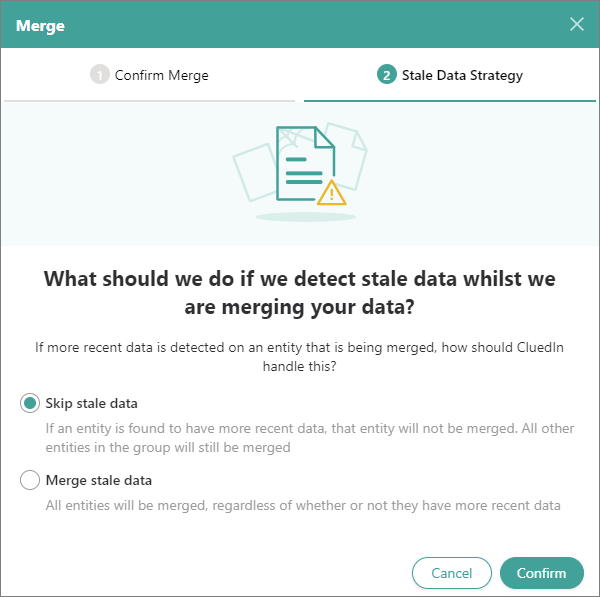 Merge
1 Confirm Merge
2 Stale Data Strategy
What should we do if we detect stale data whilst we
are merging your data?
If more recent data is detected on an entity that is being merged, how should CluedIn
handle this?
Skip stale data
If an entity is found to have more recent data, that entity will not be merged. All other
entities in the group will still be merged
Merge stale data
All entities will be merged, regardless of whether or not they have more recent data
Cancel
Confirm